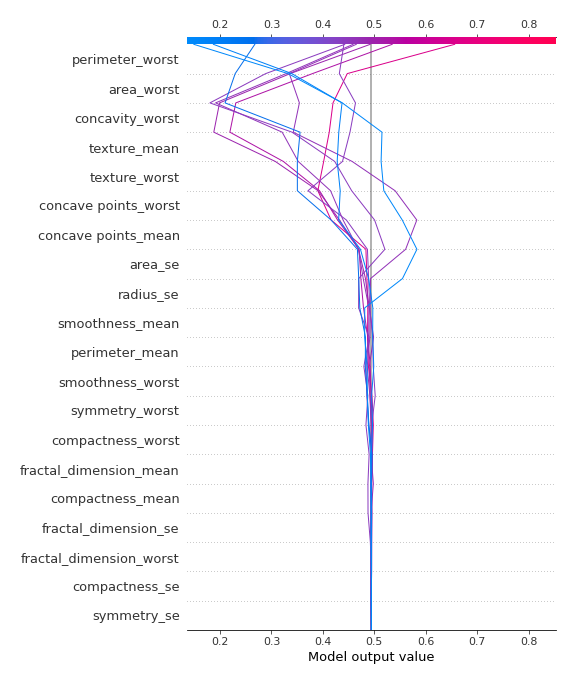 0.2 0.3 0.4 0.5 0.6 0.7 0.8
perimeter_worst
area_worst
concavity_worst
texture_mean
texture_worst
concave points_worst
concave points_mean
area_se
radius_se
smoothness_mean
perimeter_mean
smoothness_worst
symmetry_worst
compactness_worst
fractal_dimension_mean
compactness_mean
fractal_dimension_se
fractal_dimension_worst
compactness_se
symmetry_se
0.2 0.3 0.4 0.5 0.6 0.7 0.8
Model output value